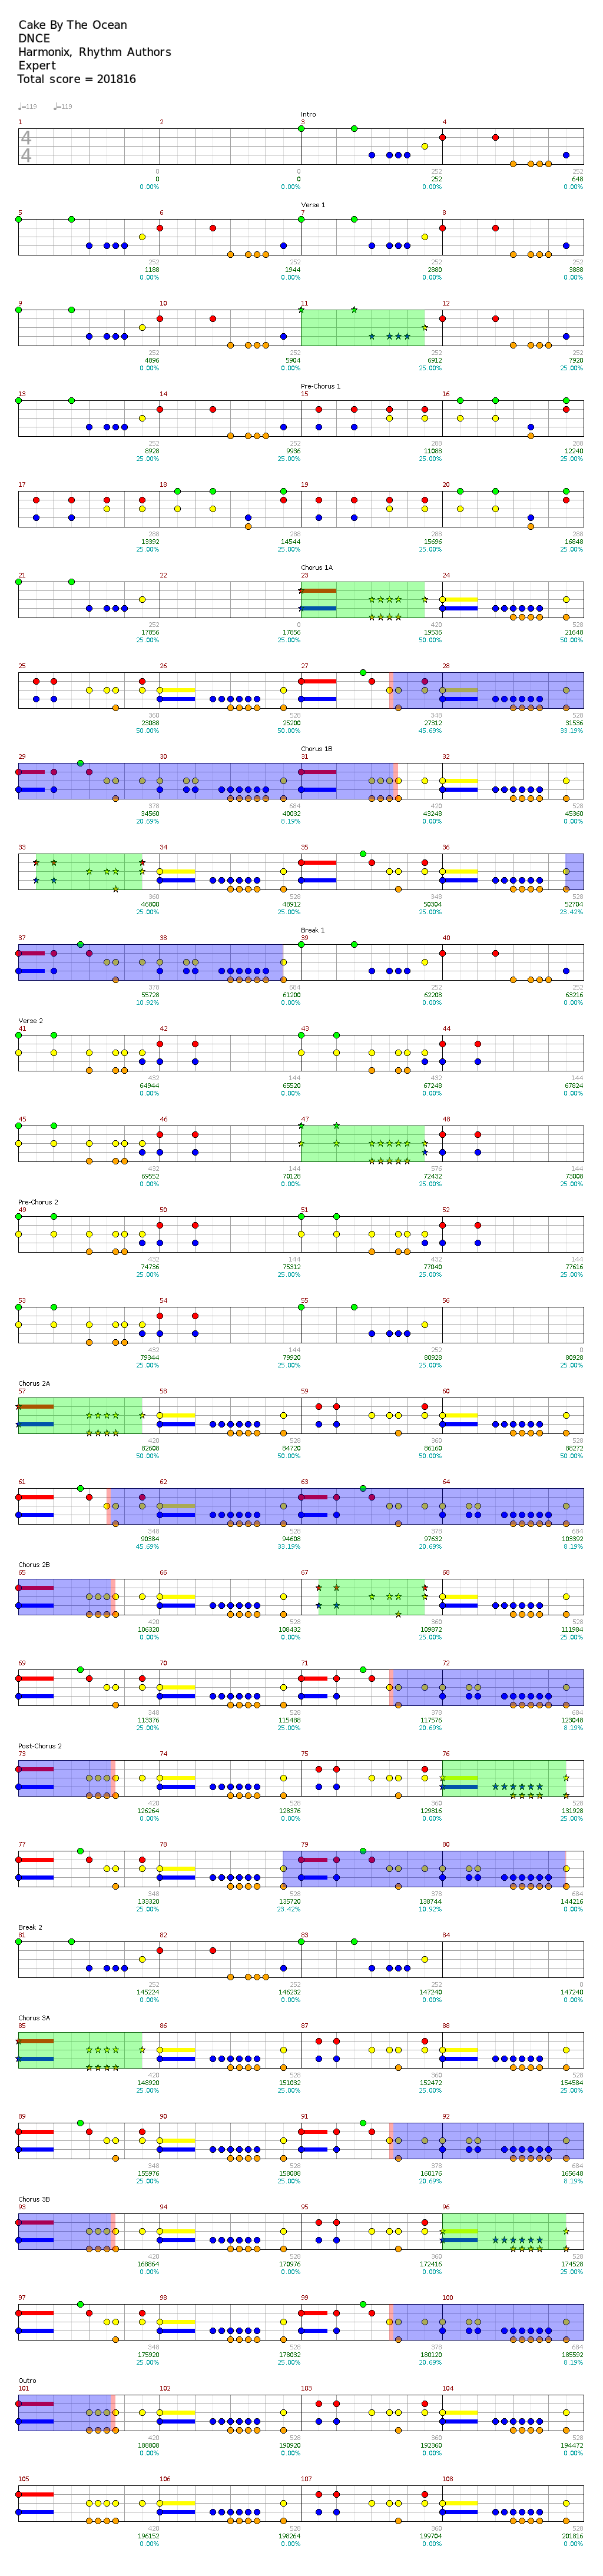 Cake By The Ocean
DNCE
Harmonix, Rhythm Authors
Expert
Total score = 201816
♩=119 ♩=119
Intro
1 2 3 4
4
4
0 0 252 252
0 0 252 648
0.00% 0.00% 0.00% 0.00%
Verse 1
5 6 7 8
252 252 252 252
1188 1944 2880 3888
0.00% 0.00% 0.00% 0.00%
9 10 11 12
252 252 252 252
4896 5904 6912 7920
0.00% 0.00% 25.00% 25.00%
Pre-Chorus 1
13 14 15 16
252 252 288 288
8928 9936 11088 12240
25.00% 25.00% 25.00% 25.00%
17 18 19 20
288 288 288 288
13392 14544 15696 16848
25.00% 25.00% 25.00% 25.00%
Chorus 1A
21 22 23 24
252 0 420 528
17856 17856 19536 21648
25.00% 25.00% 50.00% 50.00%
25 26 27 28
360 528 348 528
23088 25200 27312 31536
50.00% 50.00% 45.69% 33.19%
Chorus 1B
29 30 31 32
378 684 420 528
34560 40032 43248 45360
20.69% 8.19% 0.00% 0.00%
33 34 35 36
360 528 348 528
46800 48912 50304 52704
25.00% 25.00% 25.00% 23.42%
Break 1
37 38 39 40
378 684 252 252
55728 61200 62208 63216
10.92% 0.00% 0.00% 0.00%
Verse 2
41 42 43 44
432 144 432 144
64944 65520 67248 67824
0.00% 0.00% 0.00% 0.00%
45 46 47 48
432 144 576 144
69552 70128 72432 73008
0.00% 0.00% 25.00% 25.00%
Pre-Chorus 2
49 50 51 52
432 144 432 144
74736 75312 77040 77616
25.00% 25.00% 25.00% 25.00%
53 54 55 56
432 144 252 0
79344 79920 80928 80928
25.00% 25.00% 25.00% 25.00%
Chorus 2A
57 58 59 60
420 528 360 528
82608 84720 86160 88272
50.00% 50.00% 50.00% 50.00%
61 62 63 64
348 528 378 684
90384 94608 97632 103392
45.69% 33.19% 20.69% 8.19%
Chorus 2B
65 66 67 68
420 528 360 528
106320 108432 109872 111984
0.00% 0.00% 25.00% 25.00%
69 70 71 72
348 528 378 684
113376 115488 117576 123048
25.00% 25.00% 20.69% 8.19%
Post-Chorus 2
73 74 75 76
420 528 360 528
126264 128376 129816 131928
0.00% 0.00% 0.00% 25.00%
77 78 79 80
348 528 378 684
133320 135720 138744 144216
25.00% 23.42% 10.92% 0.00%
Break 2
81 82 83 84
252 252 252 0
145224 146232 147240 147240
0.00% 0.00% 0.00% 0.00%
Chorus 3A
85 86 87 88
420 528 360 528
148920 151032 152472 154584
25.00% 25.00% 25.00% 25.00%
89 90 91 92
348 528 378 684
155976 158088 160176 165648
25.00% 25.00% 20.69% 8.19%
Chorus 3B
93 94 95 96
420 528 360 528
168864 170976 172416 174528
0.00% 0.00% 0.00% 25.00%
97 98 99 100
348 528 378 684
175920 178032 180120 185592
25.00% 25.00% 20.69% 8.19%
Outro
101 102 103 104
420 528 360 528
188808 190920 192360 194472
0.00% 0.00% 0.00% 0.00%
105 106 107 108
420 528 360 528
196152 198264 199704 201816
0.00% 0.00% 0.00% 0.00%